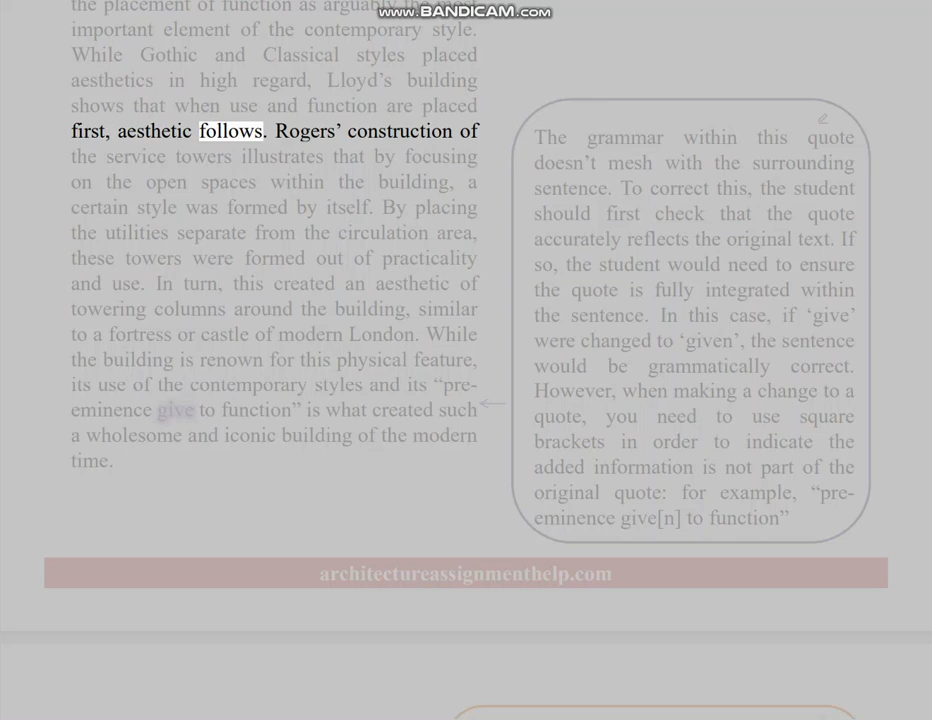 www.BANDICAM.com
the placement of function as arguably the most
important element of the contemporary style.
While Gothic and Classical styles placed
aesthetics in high regard, Lloyd’s building
shows that when use and function are placed
first, aesthetic follows. Rogers’ construction of
the service towers illustrates that by focusing
on the open spaces within the building, a
certain style was formed by itself. By placing
the utilities separate from the circulation area,
these towers were formed out of practicality
and use. In turn, this created an aesthetic of
towering columns around the building, similar
to a fortress or castle of modern London. While
the building is renown for this physical feature,
its use of the contemporary styles and its “pre-
eminence give to function” is what created such
a wholesome and iconic building of the modern
time.
The grammar within this quote
doesn’t mesh with the surrounding
sentence. To correct this, the student
should first check that the quote
accurately reflects the original text. If
so, the student would need to ensure
the quote is fully integrated within
the sentence. In this case, if ‘give’
were changed to ‘given’, the sentence
would be grammatically correct.
However, when making a change to a
quote, you need to use square
brackets in order to indicate the
added information is not part of the
original quote: for example, “pre-
eminence give[n] to function”
architectureassignmenthelp.com